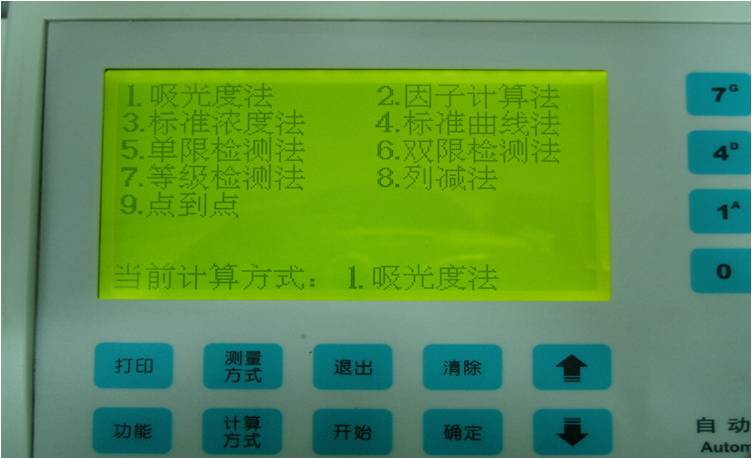 1.吸光度法 2.因子计算法
3.标准浓度法 4.标准曲线法
5.单限检测法 6.双限检测法
7.等级检测法 8.列减法
9.点到点
当前计算方式：1.吸光度法
7G
4D
1A
0
打印 测量方式 退出 清除
功能 计算方式 开始 确定
自动
Autom